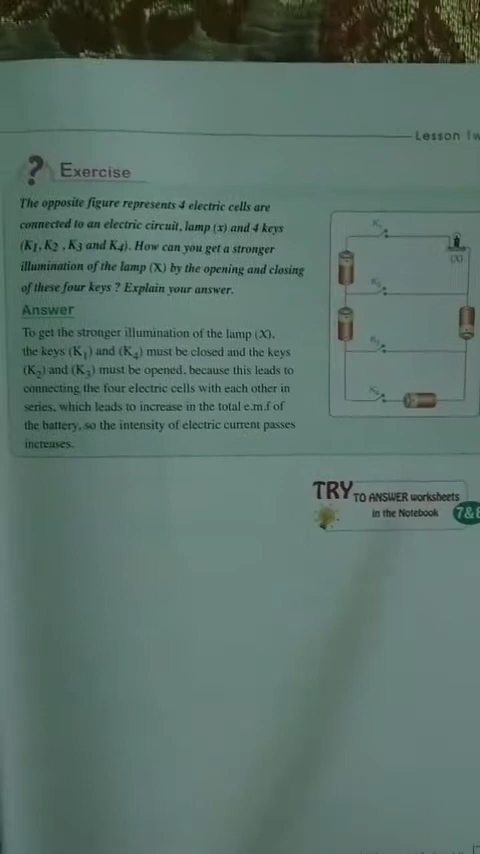 Lesson Tw
? Exercise
The opposite figure represents 4 electric cells are
connected to an electric circuit, lamp (x) and 4 keys
(K1, K2 , K3 and K4). How can you get a stronger
illumination of the lamp (X) by the opening and closing
of these four keys ? Explain your answer.
Answer
To get the stronger illumination of the lamp (X),
the keys (K1) and (K4) must be closed and the keys
(K2) and (K3) must be opened, because this leads to
connecting the four electric cells with each other in
series, which leads to increase in the total e.m.f of
the battery, so the intensity of electric current passes
increases.
(X)
TRY TO ANSWER worksheets
in the Notebook 7&8